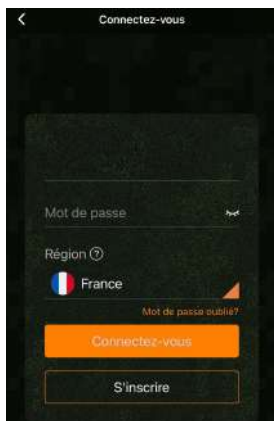 Connectez-vous
Mot de passe
Région
France
Mot de passe oublié?
Connectez-vous
S'inscrire